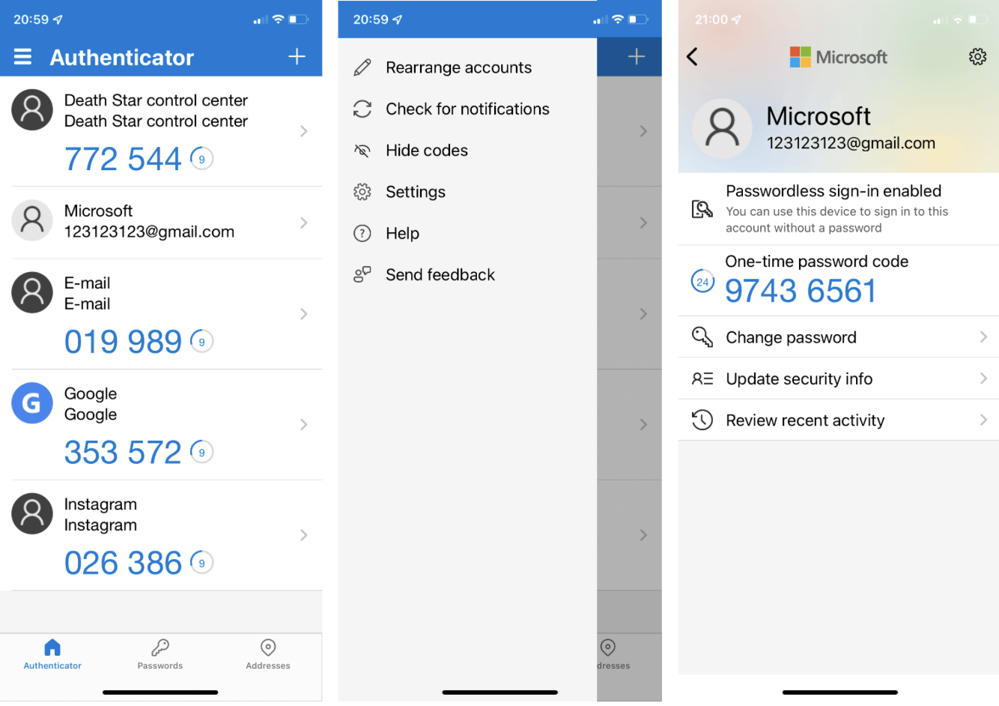 20:59
Authenticator
Death Star control center
Death Star control center
772 544
9
Microsoft
123123123@gmail.com
E-mail
E-mail
019 989
9
G
Google
Google
353 572
9
Instagram
Instagram
026 386
9
Authenticator
Passwords
Addresses
20:59
Rearrange accounts
Check for notifications
Hide codes
Settings
? Help
Send feedback
dresses
21:00
Microsoft
Microsoft
123123123@gmail.com
Passwordless sign-in enabled
You can use this device to sign in to this
account without a password
One-time password code
24
9743 6561
Change password
Update security info
Review recent activity